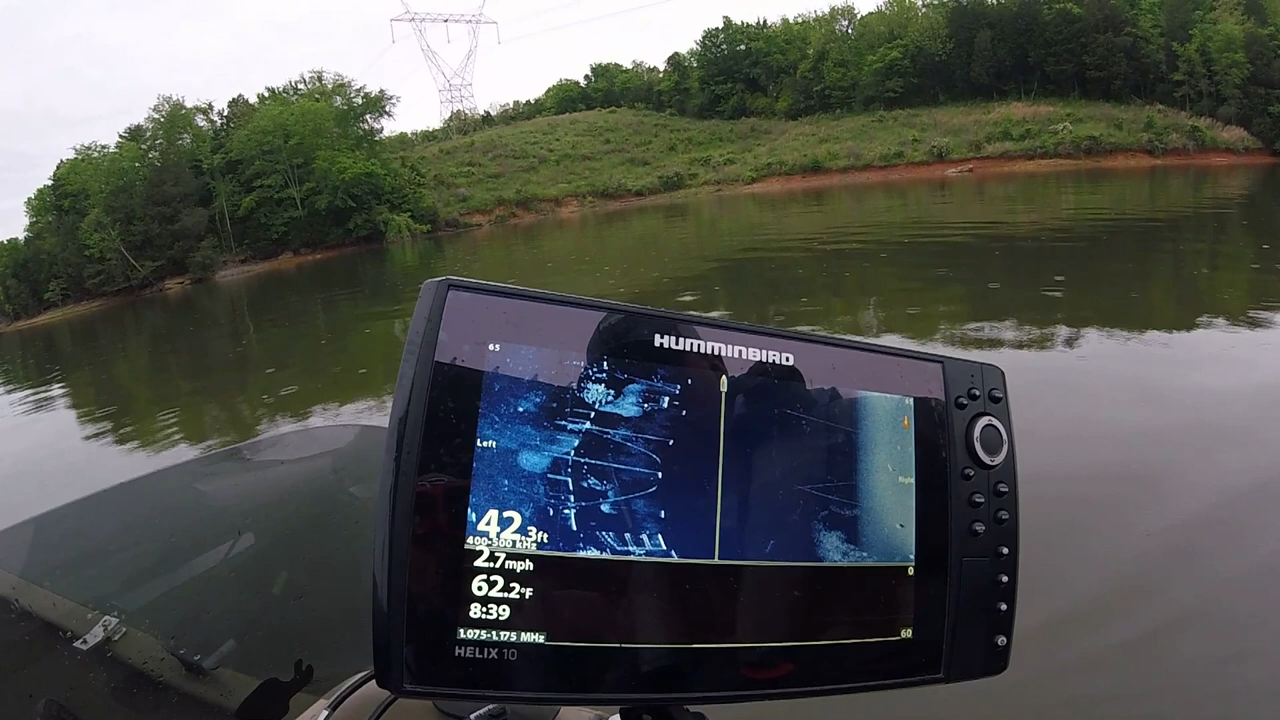 HUMMINBIRD
65
Left
Right
42.3ft
400-500 kHz
2.7mph
0
62.2°F
8:39
1.075-1.175 MHz
60
HELIX 10